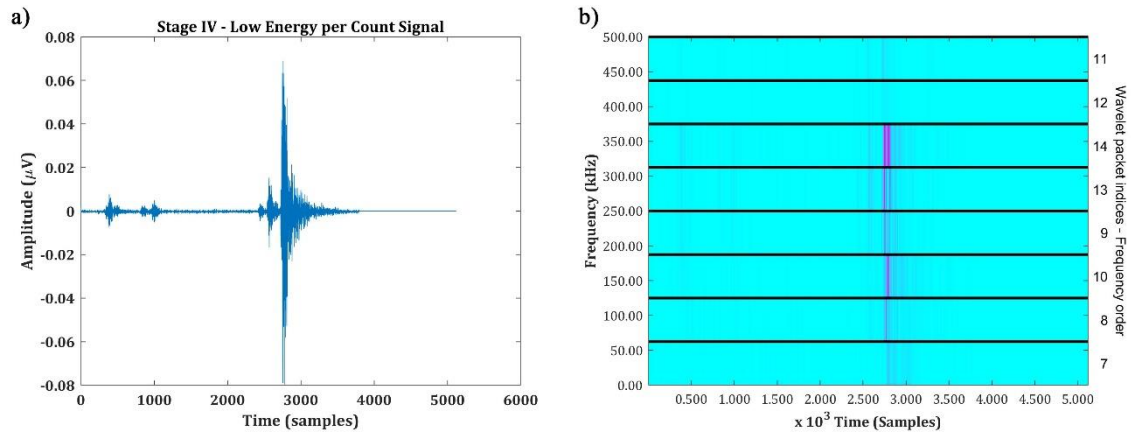 a)
Stage IV - Low Energy per Count Signal
0.08
0.06
0.04
0.02
0
-0.02
-0.04
-0.06
-0.08
Amplitude (μV)
0 1000 2000 3000 4000 5000 6000
Time (samples)
b)
500.00
450.00
400.00
350.00
300.00
250.00
200.00
150.00
100.00
50.00
0.00
Frequency (kHz)
0.500 1.000 1.500 2.000 2.500 3.000 3.500 4.000 4.500 5.000
x 10³ Time (Samples)
11
12
14
13
9
10
8
7
Wavelet packet indices - Frequency order